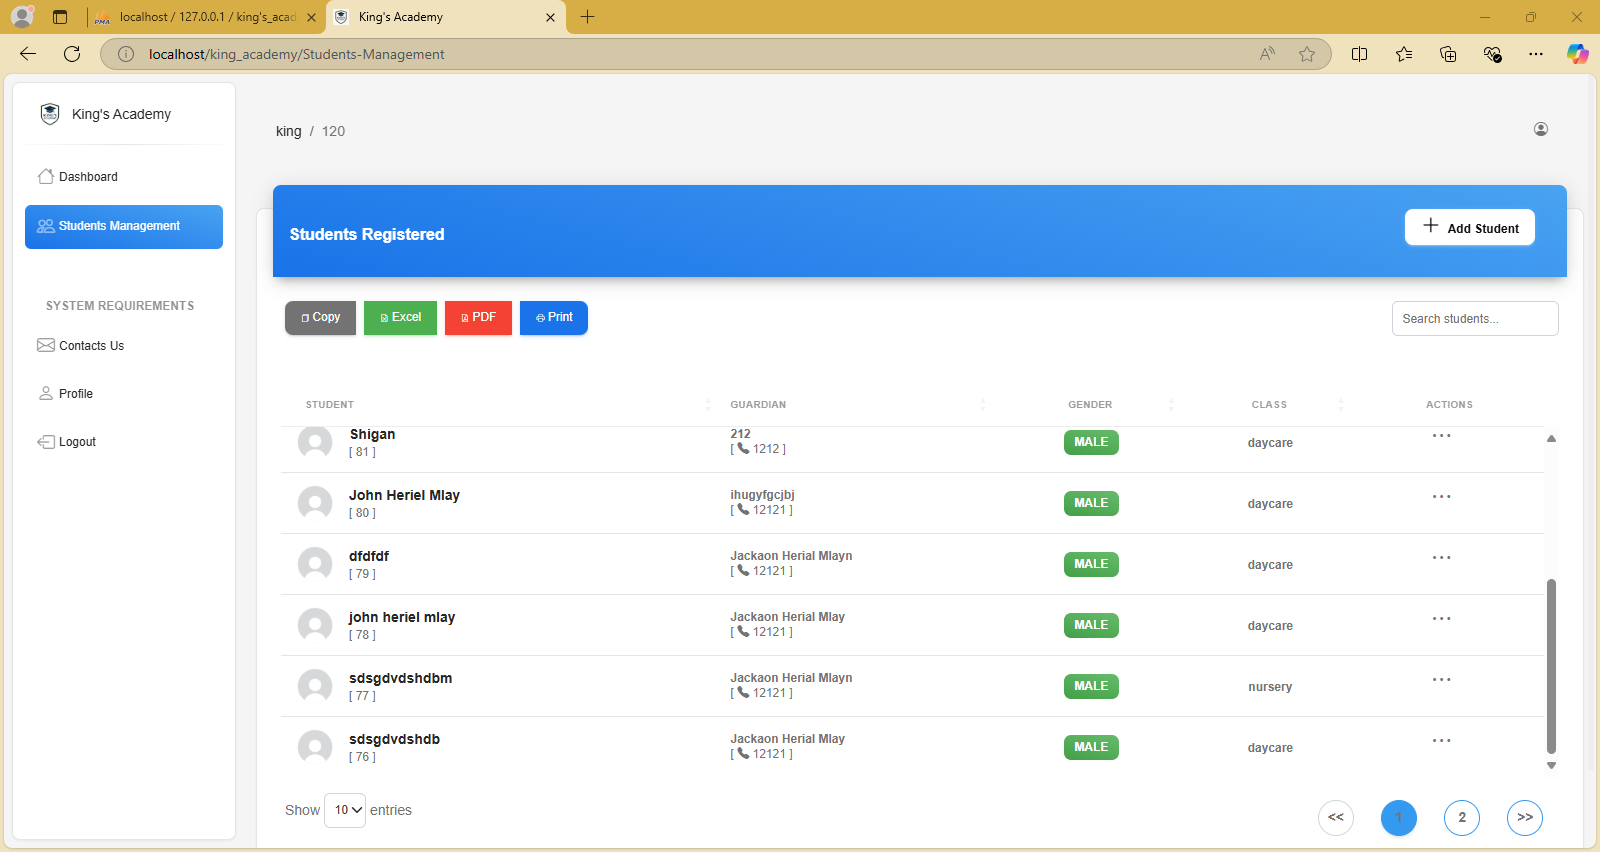 localhost / 127.0.0.1 / king's_acad
King's Academy
localhost/king_academy/Students-Management
King's Academy
king / 120
Dashboard
Students Management
Students Registered
Add Student
SYSTEM REQUIREMENTS
Contacts Us
Profile
Logout
Copy
Excel
PDF
Print
Search students...
STUDENT GUARDIAN GENDER CLASS ACTIONS
Shigan 212 MALE daycare ...
[ 81 ] [ 1212 ]
John Heriel Mlay ihugyfgcjbj MALE daycare ...
[ 80 ] [ 12121 ]
dfdfdf Jackaon Herial Mlayn MALE daycare ...
[ 79 ] [ 12121 ]
john heriel mlay Jackaon Herial Mlay MALE daycare ...
[ 78 ] [ 12121 ]
sdsgdvdshdbm Jackaon Herial Mlayn MALE nursery ...
[ 77 ] [ 12121 ]
sdsgdvdshdb Jackaon Herial Mlay MALE daycare ...
[ 76 ] [ 12121 ]
Show 10 entries
<< 1 2 >>